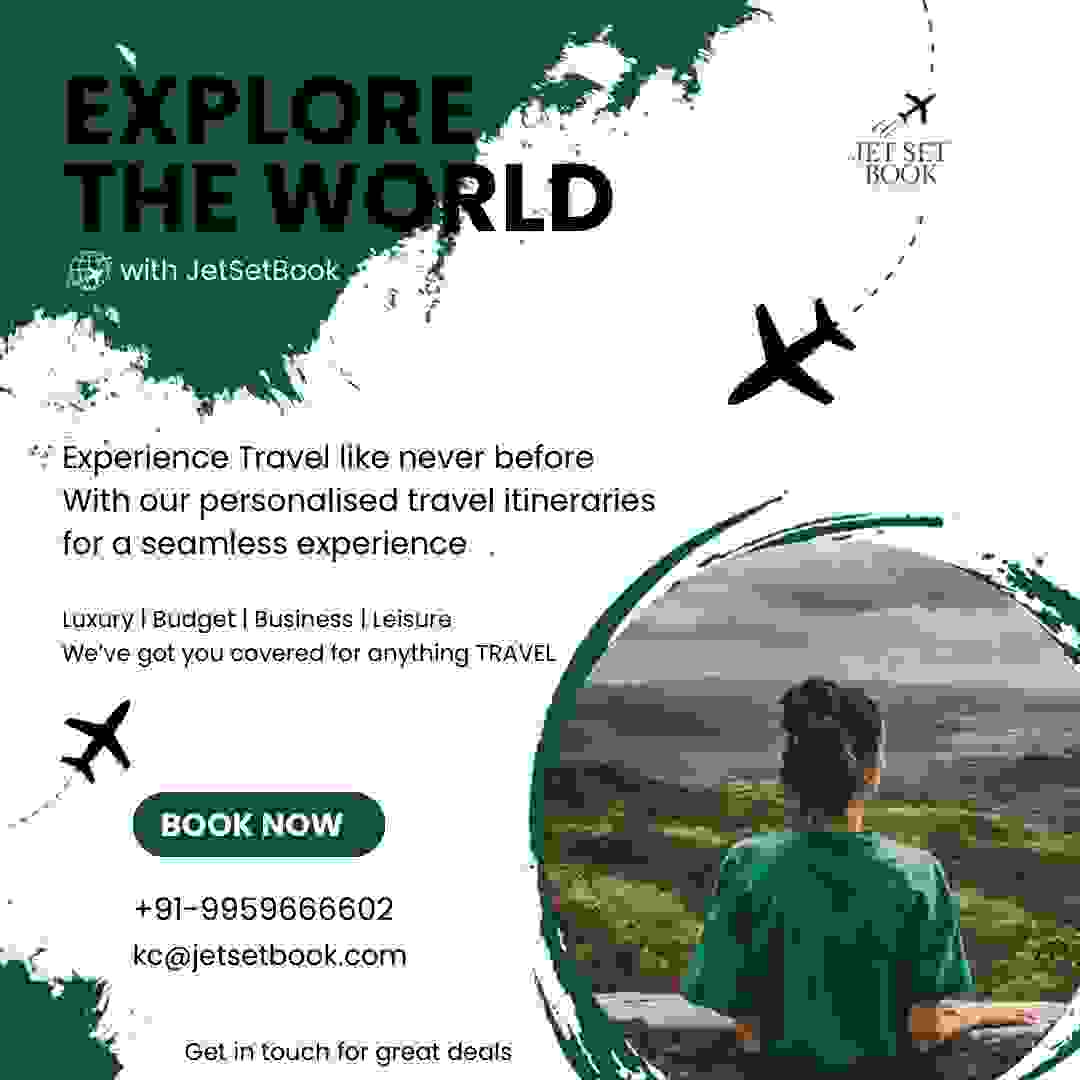 EXPLORE
THE WORLD
with JetSetBook
JET SET
BOOK
Experience Travel like never before
With our personalised travel itineraries
for a seamless experience
Luxury | Budget | Business | Leisure
We've got you covered for anything TRAVEL
BOOK NOW
+91-9959666602
kc@jetsetbook.com
Get in touch for great deals